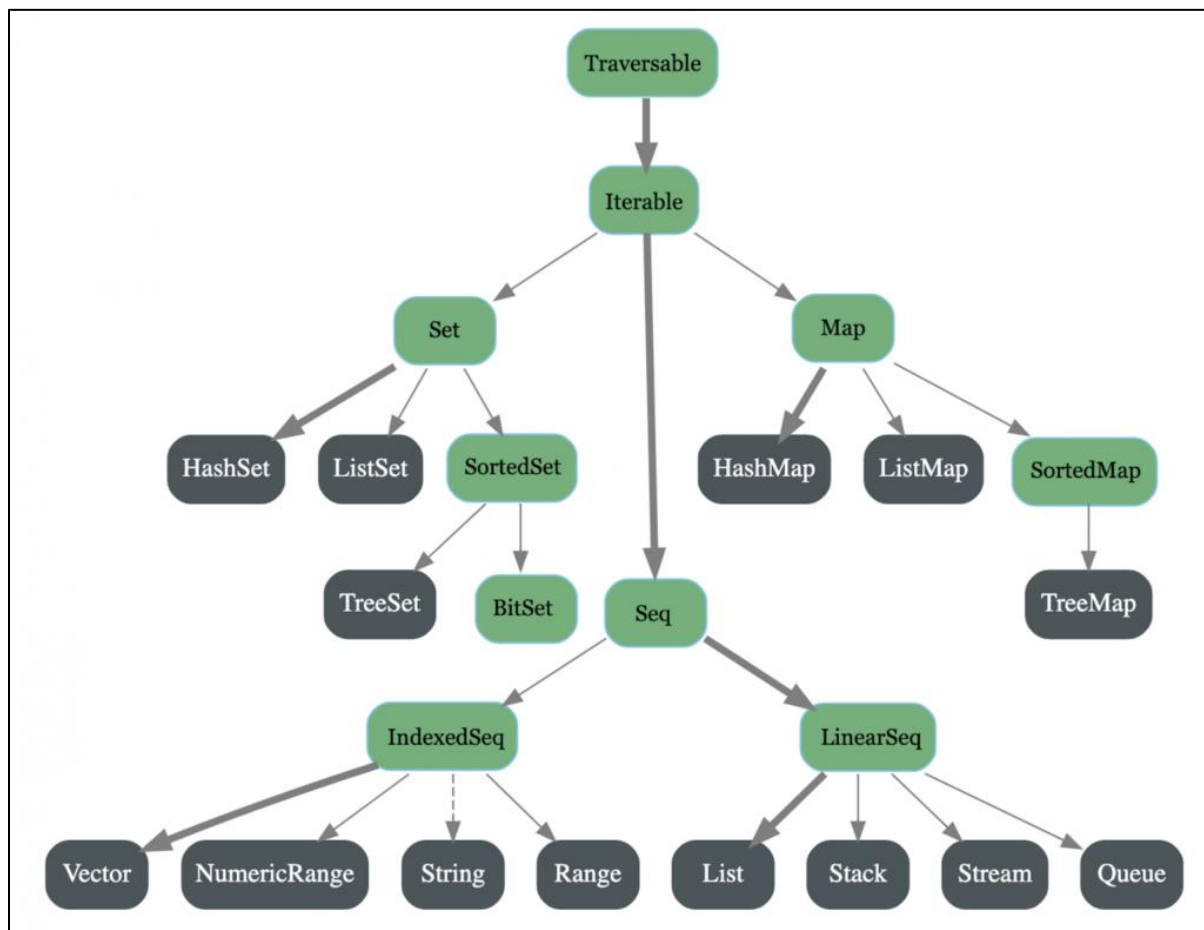 Traversable
Iterable
Set
Map
HashSet
ListSet
SortedSet
HashMap
ListMap
SortedMap
TreeSet
BitSet
Seq
TreeMap
IndexedSeq
LinearSeq
Vector
NumericRange
String
Range
List
Stack
Stream
Queue